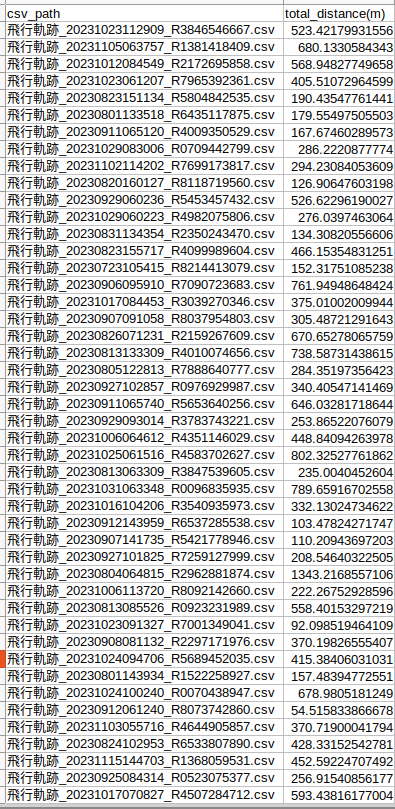 csv_path total_distance(m)
飛行軌跡_20231023112909_R3846546667.csv 523.42179931556
飛行軌跡_20231105063757_R1381418409.csv 680.1330584343
飛行軌跡_20231012084549_R2172695858.csv 568.94827749658
飛行軌跡_20231023061207_R7965392361.csv 405.51072964599
飛行軌跡_20230823151134_R5804842535.csv 190.43547761441
飛行軌跡_20230801133518_R6435117875.csv 179.55497505503
飛行軌跡_20230911065120_R4009350529.csv 167.67460289573
飛行軌跡_20231029083006_R0709442799.csv 286.2220877774
飛行軌跡_20231102114202_R7699173817.csv 294.23084053609
飛行軌跡_20230820160127_R8118719560.csv 126.90647603198
飛行軌跡_20230929060236_R5453457432.csv 526.62296190027
飛行軌跡_20231029060223_R4982075806.csv 276.0397463064
飛行軌跡_20230831134354_R2350243470.csv 134.30820556606
飛行軌跡_20230823155717_R4099989604.csv 466.15354831251
飛行軌跡_20230723105415_R8214413079.csv 152.31751085238
飛行軌跡_20230906095910_R7090723683.csv 761.94948648424
飛行軌跡_20231017084453_R3039270346.csv 375.01002009944
飛行軌跡_20230907091058_R8037954803.csv 305.48721291643
飛行軌跡_20230826071231_R2159267609.csv 670.65278065759
飛行軌跡_20230813133309_R4010074656.csv 738.58731438615
飛行軌跡_20230805122813_R7888640777.csv 284.35197356423
飛行軌跡_20230927102857_R0976929987.csv 340.40547141469
飛行軌跡_20230911065740_R5653640256.csv 646.03281718644
飛行軌跡_20230929093014_R3783743221.csv 253.86522076079
飛行軌跡_20231006064612_R4351146029.csv 448.84094263978
飛行軌跡_20231025061516_R4583702627.csv 802.32527761862
飛行軌跡_20230813063309_R3847539605.csv 235.0040452604
飛行軌跡_20231031063348_R0096835935.csv 789.65916702558
飛行軌跡_20231016104206_R3540935973.csv 332.13024734622
飛行軌跡_20230912143959_R6537285538.csv 103.47824271747
飛行軌跡_20230907141735_R5421778946.csv 110.20943697203
飛行軌跡_20230927101825_R7259127999.csv 208.54640322505
飛行軌跡_20230804064815_R2962881874.csv 1343.2168557106
飛行軌跡_20231006113720_R8092142660.csv 222.26752928596
飛行軌跡_20230813085526_R0923231989.csv 558.40153297219
飛行軌跡_20231023091327_R7001349041.csv 92.098519464109
飛行軌跡_20230908081132_R2297171976.csv 370.19826555407
飛行軌跡_20231024094706_R5689452035.csv 415.38406031031
飛行軌跡_20230801143934_R1522258927.csv 157.48394772551
飛行軌跡_20231024100240_R0070438947.csv 678.9805181249
飛行軌跡_20230912061240_R8073742860.csv 54.515833866678
飛行軌跡_20231103055716_R4644905857.csv 370.71900041794
飛行軌跡_20230824102953_R6533807890.csv 428.33152542781
飛行軌跡_20231115144703_R1368059531.csv 452.59224707492
飛行軌跡_20230925084314_R0523075377.csv 256.91540856177
飛行軌跡_20231017070827_R4507284712.csv 593.43816177004